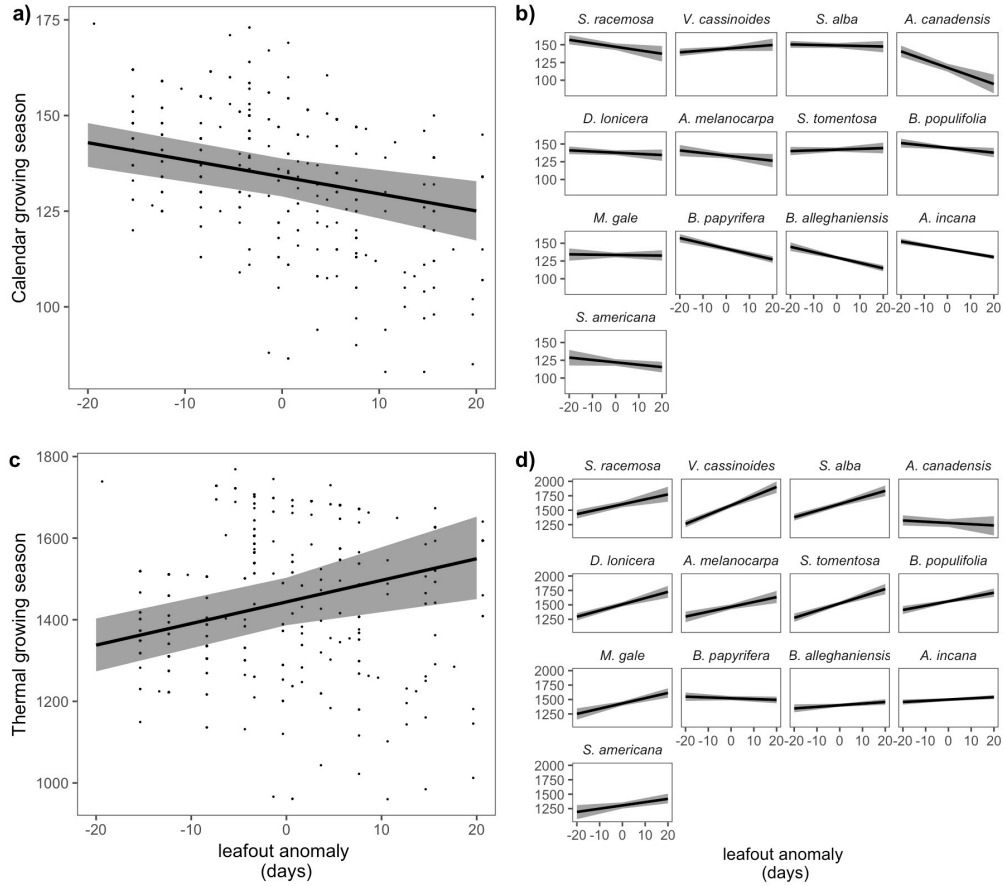 a)
Calendar growing season
175
150
125
100
-20 -10 0 10 20
b)
S. racemosa V. cassinoides S. alba A. canadensis
150
125
100
D. lonicera A. melanocarpa S. tomentosa B. populifolia
150
125
100
M. gale B. papyrifera B. alleghaniensis A. incana
150
125
100
-20 -10 0 10 20 -20 -10 0 10 20 -20 -10 0 10 20
S. americana
150
125
100
-20 -10 0 10 20
c
Thermal growing season
1800
1600
1400
1200
1000
-20 -10 0 10 20
leafout anomaly
(days)
d)
S. racemosa V. cassinoides S. alba A. canadensis
2000
1750
1500
1250
D. lonicera A. melanocarpa S. tomentosa B. populifolia
2000
1750
1500
1250
M. gale B. papyrifera B. alleghaniensis A. incana
2000
1750
1500
1250
-20 -10 0 10 20 -20 -10 0 10 20 -20 -10 0 10 20
S. americana
2000
1750
1500
1250
-20 -10 0 10 20
leafout anomaly
(days)